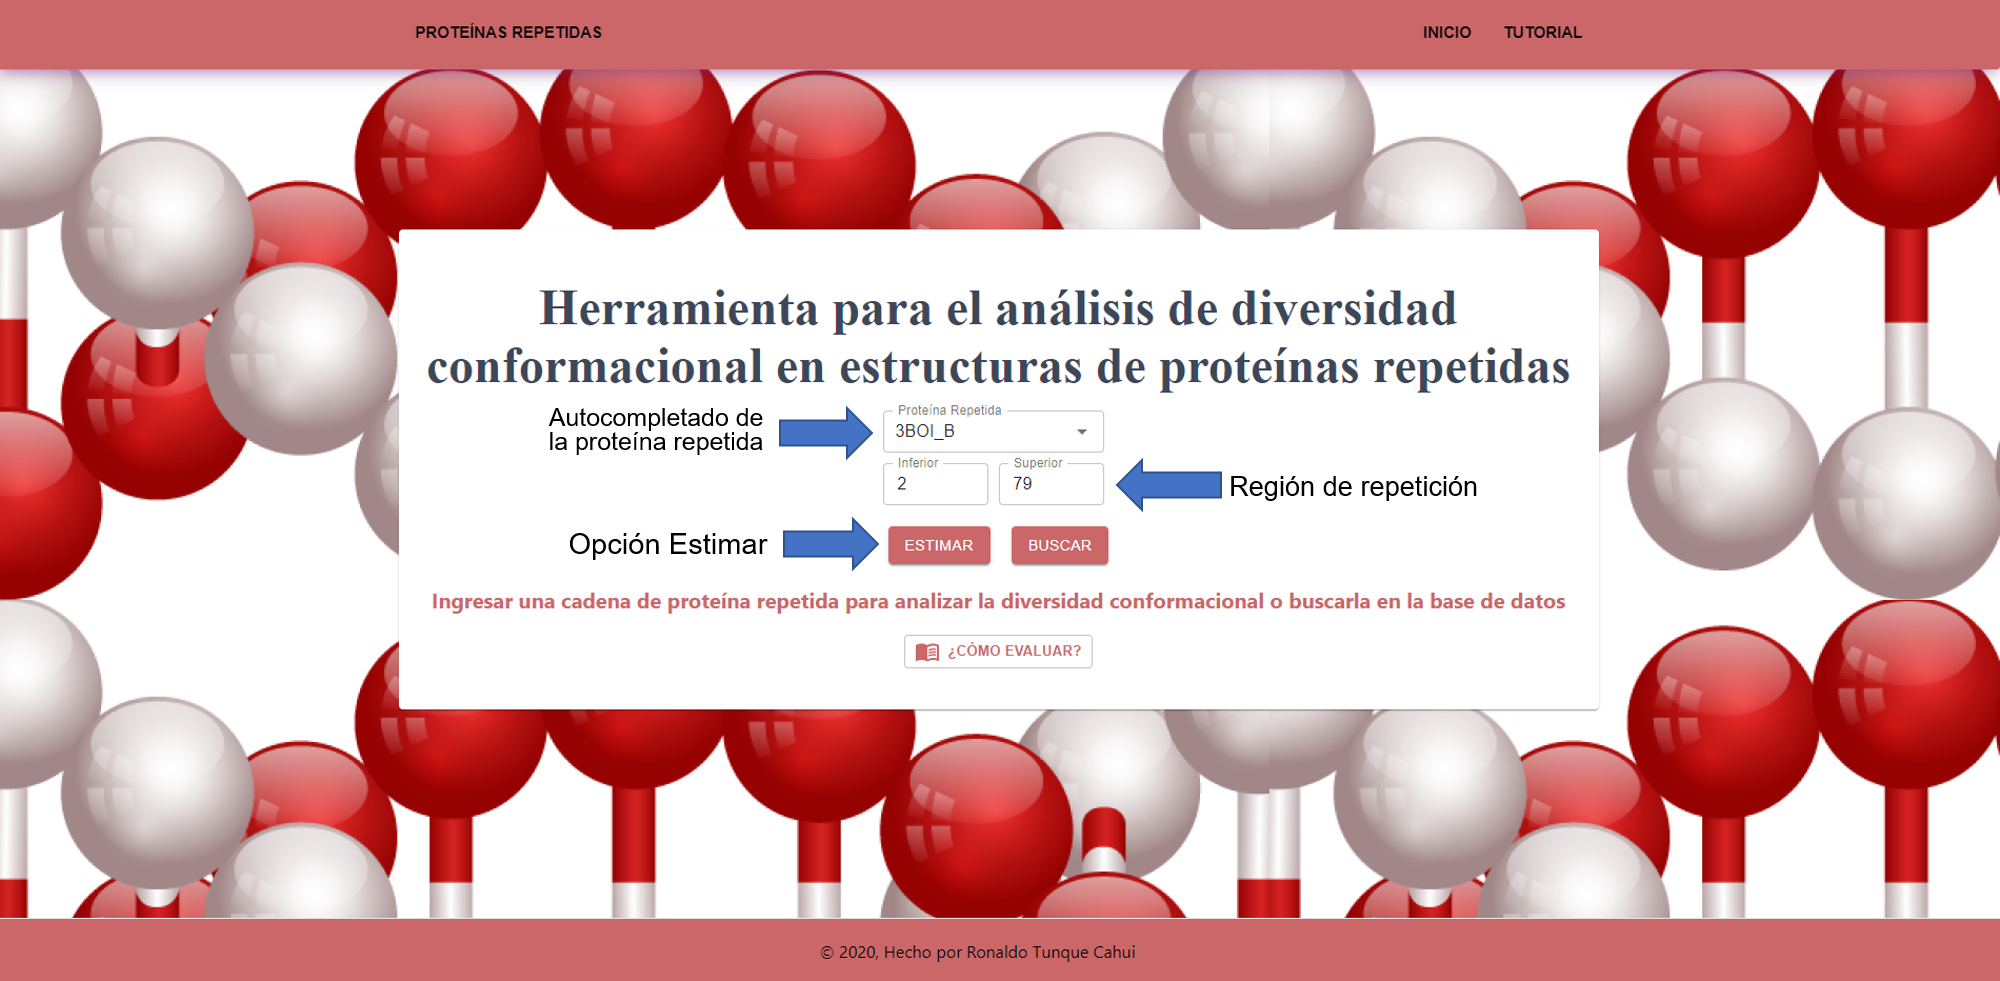 PROTEÍNAS REPETIDAS
INICIO
TUTORIAL
Herramienta para el análisis de diversidad
conformacional en estructuras de proteínas repetidas
Autocompletado de
la proteína repetida
Proteína Repetida
3BOI_B
Inferior
2
Superior
79
Región de repetición
Opción Estimar
ESTIMAR
BUSCAR
Ingresar una cadena de proteína repetida para analizar la diversidad conformacional o buscarla en la base de datos
¿CÓMO EVALUAR?
© 2020, Hecho por Ronaldo Tunque Cahui